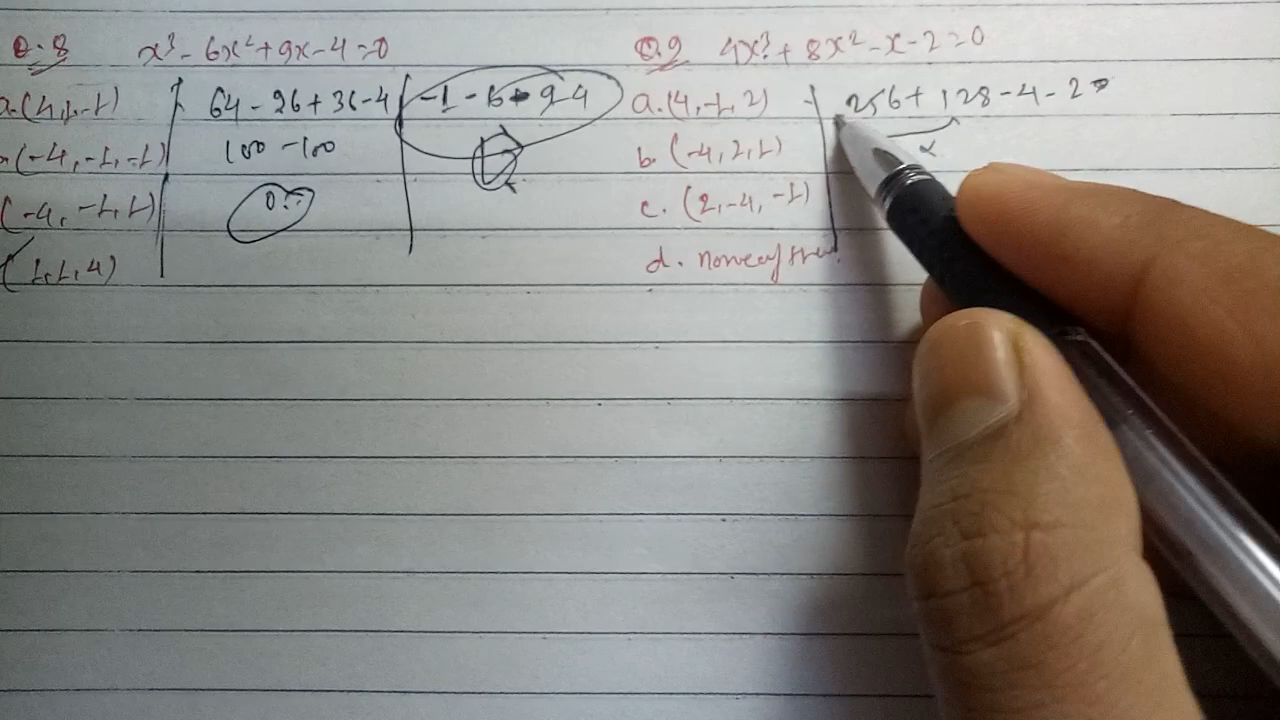 Q.8 x³ - 6x² + 9x - 4 = 0
a. (4, 1, -1)
(-4, -1, -1)
(-4, -1, 1)
(1, 1, 4)
64 - 96 + 36 - 4
100 - 100
0
-1 - 6 - 9 - 4
Q.9 4x³ + 8x² - x - 2 = 0
a. (4, -1, 2)
b. (-4, 2, 1)
c. (2, -4, -1)
d. none of
256 + 128 - 4 - 2
x